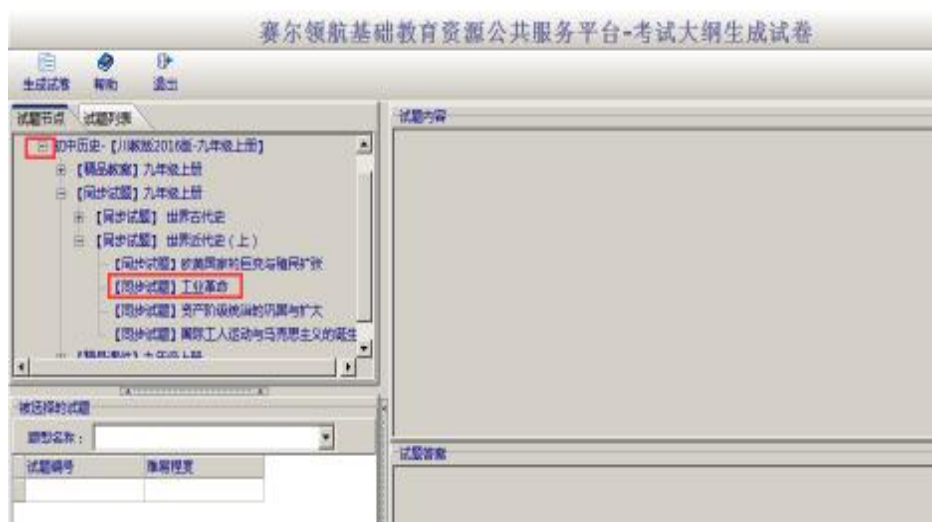 赛尔领航基础教育资源公共服务平台-考试大纲生成试卷
生成试卷 帮助 退出
试题节点 试题列表
试题内容
初中历史-【川教版2016版-九年级上册】
【精品教案】九年级上册
【同步试题】九年级上册
【同步试题】世界古代史
【同步试题】世界近代史(上)
【同步试题】欧美国家的巨变与殖民扩张
【同步试题】工业革命
【同步试题】资产阶级统治的巩固与扩大
【同步试题】国际工人运动与马克思主义的诞生
【精品课件】九年级上册
被选择的试题
题型名称:
试题编号 难易程度
试题答案